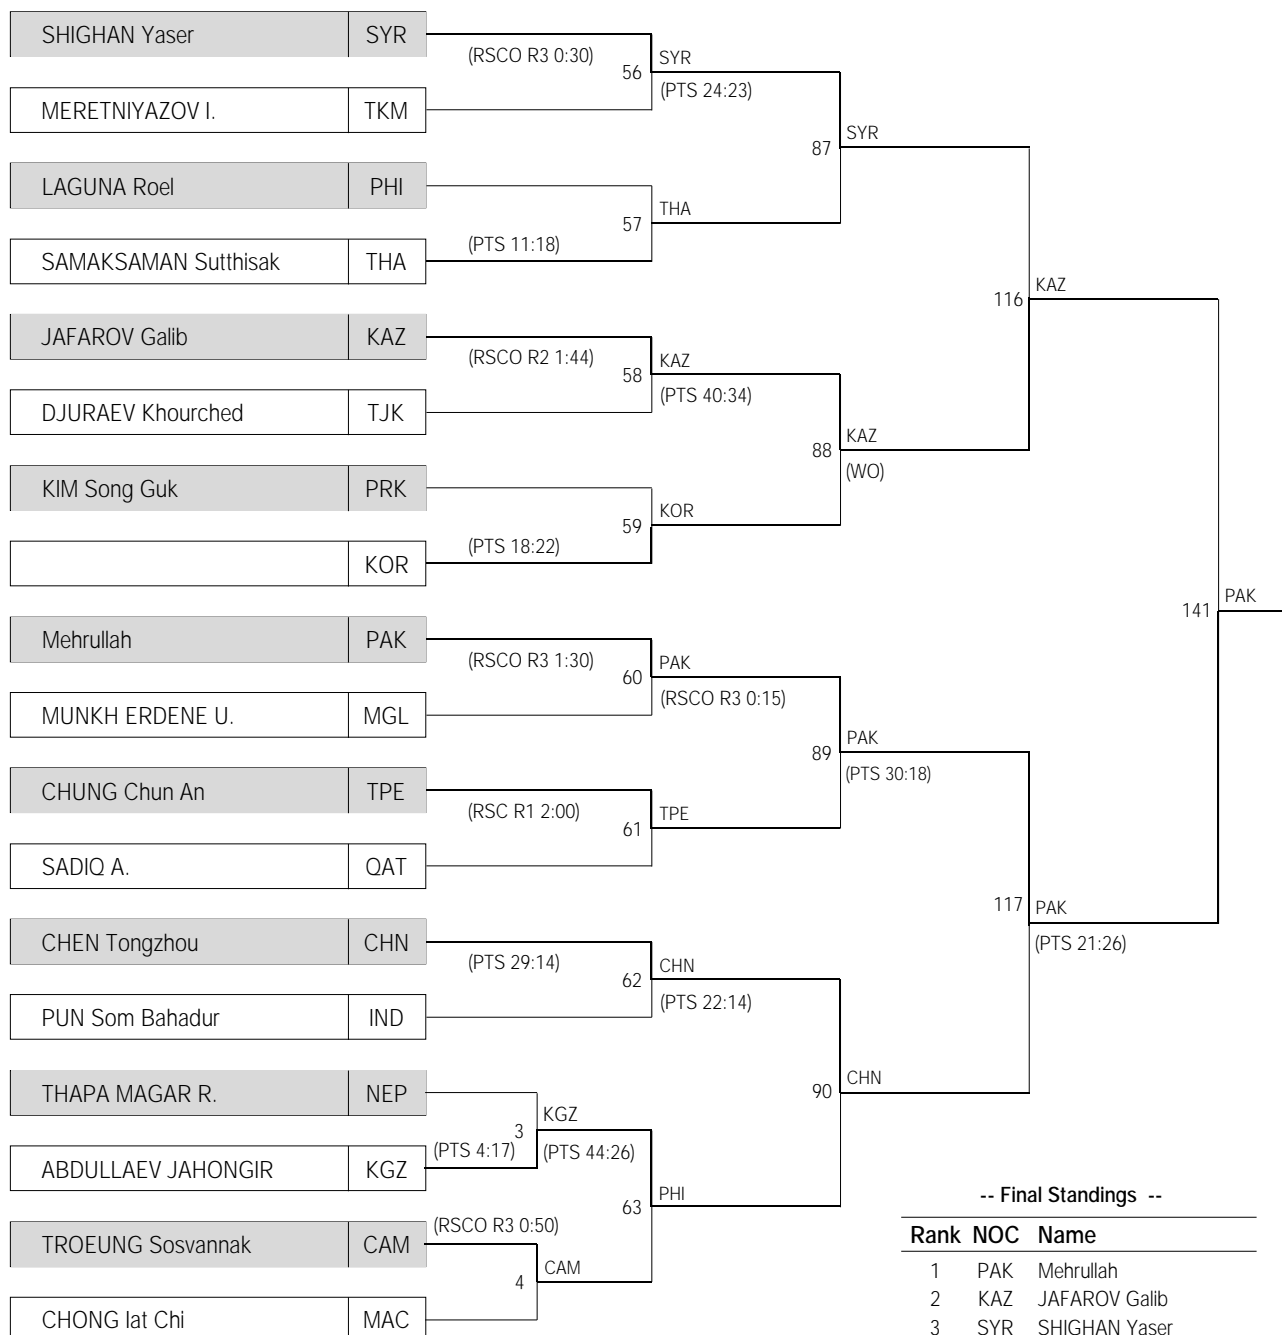 SHIGHAN Yaser SYR
(RSCO R3 0:30)
56 SYR
(PTS 24:23)
MERETNIYAZOV I. TKM
87 SYR
LAGUNA Roel PHI
57 THA
(PTS 11:18)
SAMAKSAMAN Sutthisak THA
116 KAZ
JAFAROV Galib KAZ
(RSCO R2 1:44)
58 KAZ
(PTS 40:34)
DJURAEV Khourched TJK
88 KAZ
(WO)
KIM Song Guk PRK
59 KOR
(PTS 18:22)
KOR
141 PAK
Mehrullah PAK
(RSCO R3 1:30)
60 PAK
(RSCO R3 0:15)
MUNKH ERDENE U. MGL
89 PAK
(PTS 30:18)
CHUNG Chun An TPE
(RSC R1 2:00)
61 TPE
SADIQ A. QAT
117 PAK
(PTS 21:26)
CHEN Tongzhou CHN
(PTS 29:14)
62 CHN
(PTS 22:14)
PUN Som Bahadur IND
90 CHN
THAPA MAGAR R. NEP
3 KGZ
(PTS 4:17) (PTS 44:26)
ABDULLAEV JAHONGIR KGZ
63 PHI
(RSCO R3 0:50)
TROEUNG Sosvannak CAM
4 CAM
CHONG Iat Chi MAC
-- Final Standings --
Rank NOC Name
1 PAK Mehrullah
2 KAZ JAFAROV Galib
3 SYR SHIGHAN Yaser